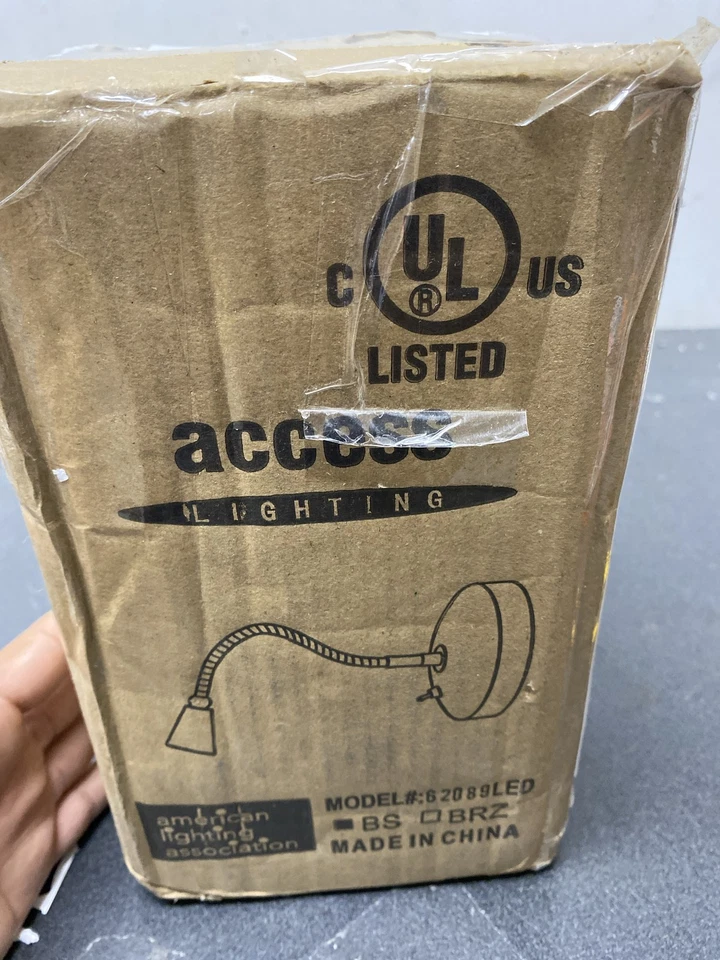 C UL® US
LISTED
access
LIGHTING
american
lighting
association
MODEL#:62089LED
■ BS □ BRZ
MADE IN CHINA